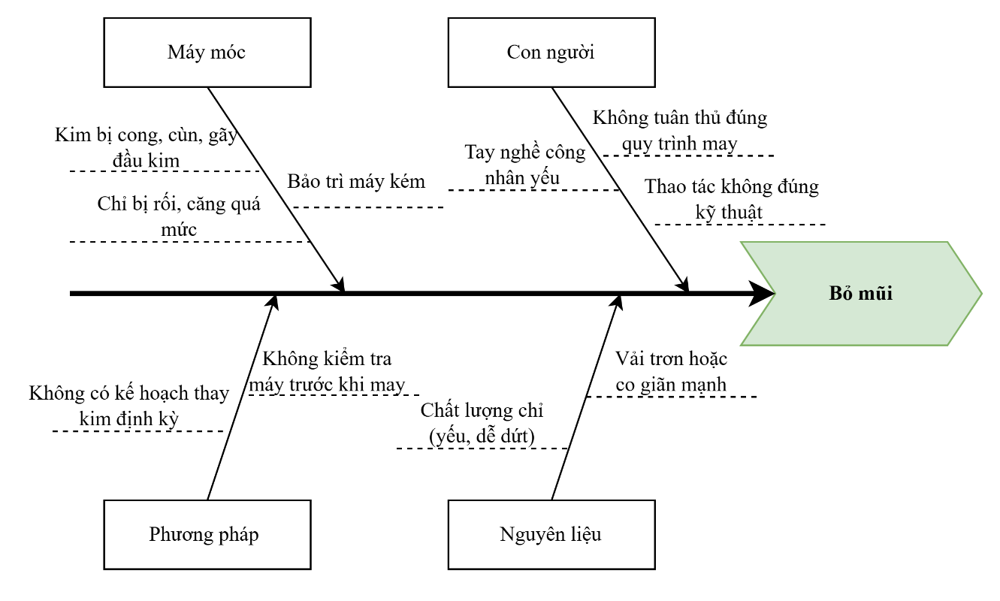 Máy móc
Con người
Kim bị cong, cùn, gãy
đầu kim
Chỉ bị rối, căng quá
mức
Bảo trì máy kém
Tay nghề công
nhân yếu
Không tuân thủ đúng
quy trình may
Thao tác không đúng
kỹ thuật
Bỏ mũi
Không có kế hoạch thay
kim định kỳ
Không kiểm tra
máy trước khi may
Chất lượng chỉ
(yếu, dễ dứt)
Vải trơn hoặc
co giãn mạnh
Phương pháp
Nguyên liệu